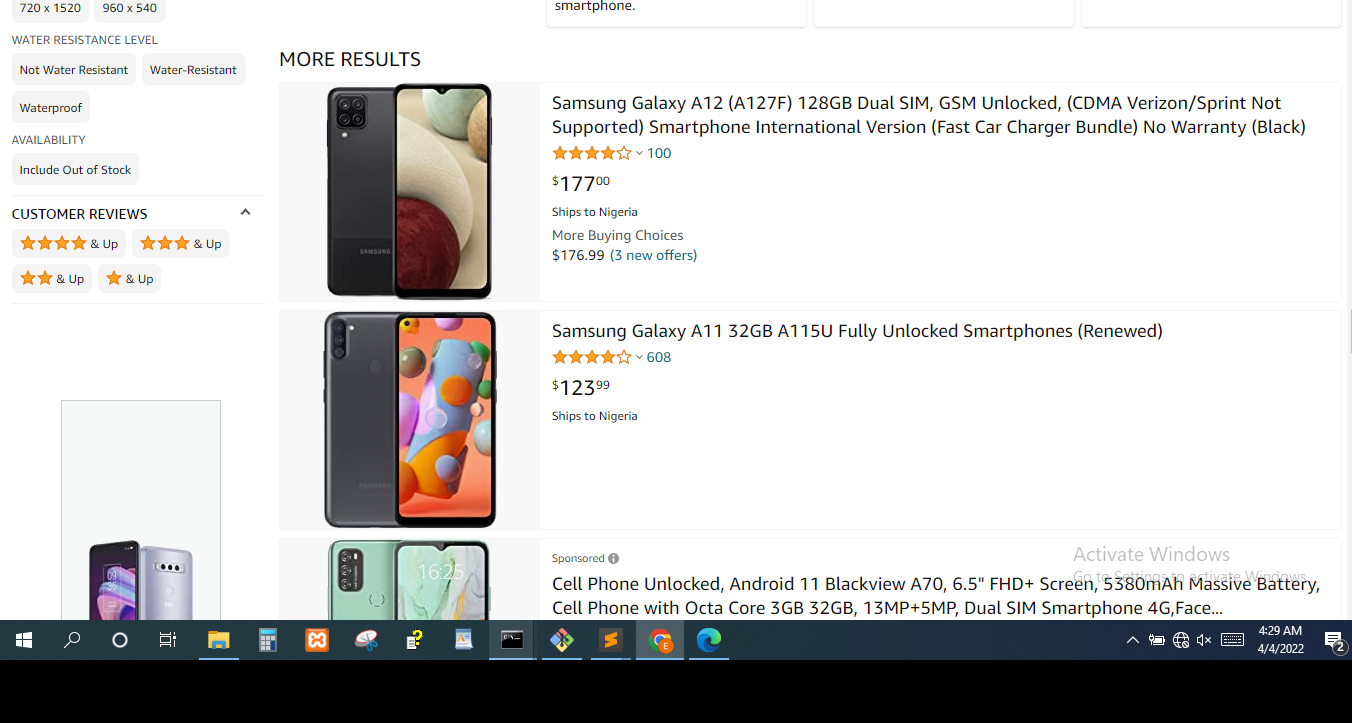 720 x 1520
960 x 540
WATER RESISTANCE LEVEL
Not Water Resistant
Water-Resistant
Waterproof
AVAILABILITY
Include Out of Stock
CUSTOMER REVIEWS
& Up
& Up
& Up
& Up
smartphone.
MORE RESULTS
SAMSUNG
Samsung Galaxy A12 (A127F) 128GB Dual SIM, GSM Unlocked, (CDMA Verizon/Sprint Not
Supported) Smartphone International Version (Fast Car Charger Bundle) No Warranty (Black)
100
$17700
Ships to Nigeria
More Buying Choices
$176.99 (3 new offers)
SAMSUNG
Samsung Galaxy A11 32GB A115U Fully Unlocked Smartphones (Renewed)
608
$12399
Ships to Nigeria
16:25
Sponsored
Cell Phone Unlocked, Android 11 Blackview A70, 6.5" FHD+ Screen, 5380mAh Massive Battery,
Cell Phone with Octa Core 3GB 32GB, 13MP+5MP, Dual SIM Smartphone 4G,Face...
Activate Windows
Go to Settings to activate Windows.
E
4:29 AM
4/4/2022
2